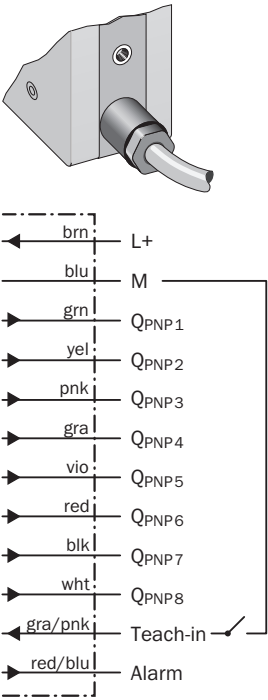 brn L+
blu M
grn QPNP1
yel QPNP2
pnk QPNP3
gra QPNP4
vio QPNP5
red QPNP6
blk QPNP7
wht QPNP8
gra/pnk Teach-in
red/blu Alarm